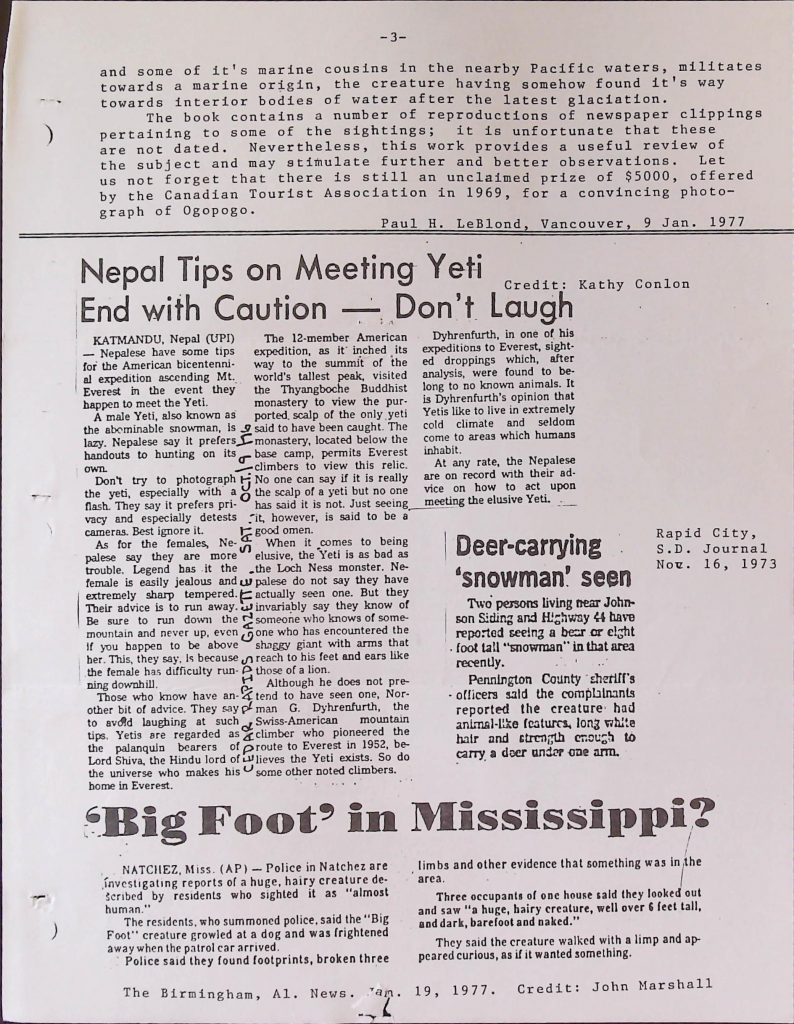 -3-
and some of it's marine cousins in the nearby Pacific waters, militates
towards a marine origin, the creature having somehow found it's way
towards interior bodies of water after the latest glaciation.
The book contains a number of reproductions of newspaper clippings
pertaining to some of the sightings; it is unfortunate that these
are not dated. Nevertheless, this work provides a useful review of
the subject and may stimulate further and better observations. Let
us not forget that there is still an unclaimed prize of $5000, offered
by the Canadian Tourist Association in 1969, for a convincing photo-
graph of Ogopogo.
Paul H. LeBlond, Vancouver, 9 Jan. 1977
Nepal Tips on Meeting Yeti
End with Caution — Don't Laugh
Credit: Kathy Conlon
KATMANDU, Nepal (UPI)
— Nepalese have some tips
for the American bicentenni-
al expedition ascending Mt.
Everest in the event they
happen to meet the Yeti.
A male Yeti, also known as
the abominable snowman, is
lazy. Nepalese say it prefers
handouts to hunting on its
own.
Don't try to photograph
the yeti, especially with a
flash. They say it prefers pri-
vacy and especially detests
cameras. Best ignore it.
As for the females, Ne-
palese say they are more
trouble. Legend has it the
female is easily jealous and
extremely sharp tempered.
Their advice is to run away.
Be sure to run down the
mountain and never up, even
if you happen to be above
her. This, they say, is because
the female has difficulty run-
ning downhill.
Those who know have an-
other bit of advice. They say
to avoid laughing at such
tips. Yetis are regarded as
the palanquin bearers of
Lord Shiva, the Hindu lord of
the universe who makes his
home in Everest.
The 12-member American
expedition, as it inched its
way to the summit of the
world's tallest peak, visited
the Thyangboche Buddhist
monastery to view the pur-
ported scalp of the only yeti
said to have been caught. The
monastery, located below the
base camp, permits Everest
climbers to view this relic.
No one can say if it is really
the scalp of a yeti but no one
has said it is not. Just seeing
it, however, is said to be a
good omen.
When it comes to being
elusive, the Yeti is as bad as
the Loch Ness monster. Ne-
palese do not say they have
actually seen one. But they
invariably say they know of
someone who knows of some-
one who has encountered the
shaggy giant with arms that
reach to his feet and ears like
those of a lion.
Although he does not pre-
tend to have seen one, Nor-
man G. Dyhrenfurth, the
Swiss-American mountain
climber who pioneered the
route to Everest in 1952, be-
lieves the Yeti exists. So do
some other noted climbers.
Dyhrenfurth, in one of his
expeditions to Everest, sight-
ed droppings which, after
analysis, were found to be-
long to no known animals. It
is Dyhrenfurth's opinion that
Yetis like to live in extremely
cold climate and seldom
come to areas which humans
inhabit.
At any rate, the Nepalese
are on record with their ad-
vice on how to act upon
meeting the elusive Yeti.
Deer-carrying
'snowman' seen
Rapid City,
S.D. Journal
Nov. 16, 1973
Two persons living near John-
son Siding and Highway 44 have
reported seeing a bear or eight
foot tall "snowman" in that area
recently.
Pennington County sheriff's
officers said the complainants
reported the creature had
animal-like features, long white
hair and strength enough to
carry a deer under one arm.
'Big Foot' in Mississippi?
NATCHEZ, Miss. (AP) — Police in Natchez are
investigating reports of a huge, hairy creature de-
scribed by residents who sighted it as "almost
human."
The residents, who summoned police, said the "Big
Foot" creature growled at a dog and was frightened
away when the patrol car arrived.
Police said they found footprints, broken three
limbs and other evidence that something was in the
area.
Three occupants of one house said they looked out
and saw "a huge, hairy creature, well over 6 feet tall,
and dark, barefoot and naked."
They said the creature walked with a limp and ap-
peared curious, as if it wanted something.
The Birmingham, Al. News. Jan. 19, 1977. Credit: John Marshall